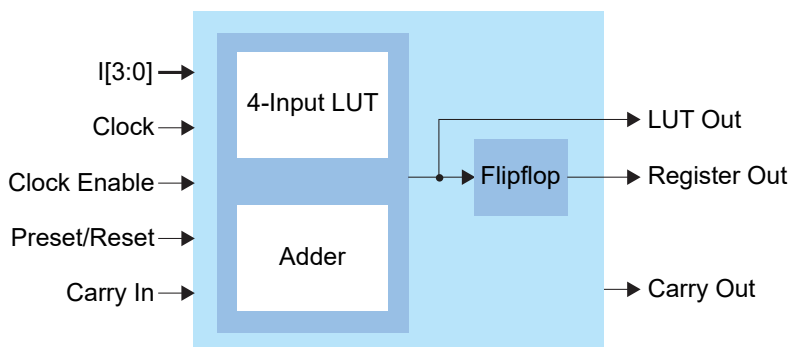 I[3:0]
Clock
Clock Enable
Preset/Reset
Carry In
4-Input LUT
Adder
Flipflop
LUT Out
Register Out
Carry Out